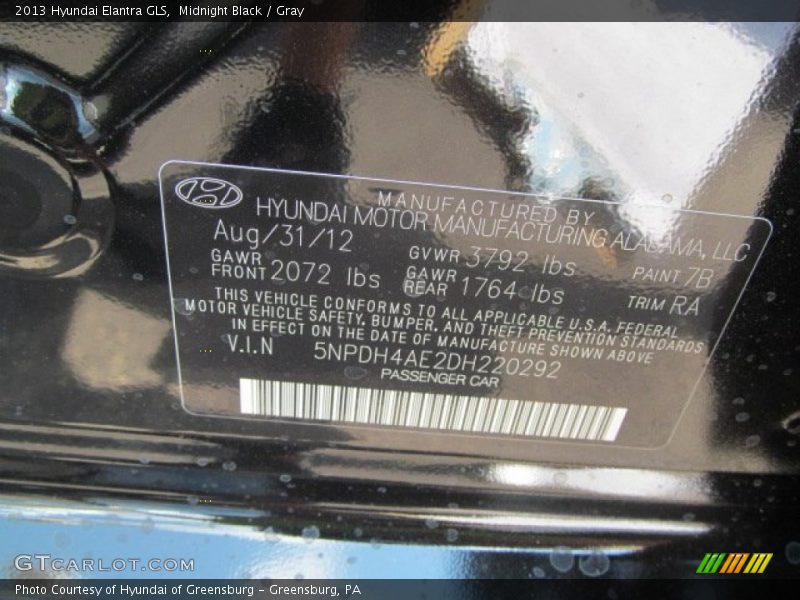 2013 Hyundai Elantra GLS, Midnight Black / Gray
MANUFACTURED BY
HYUNDAI MOTOR MANUFACTURING ALABAMA, LLC
Aug/31/12 GVWR 3792 lbs PAINT 7B
GAWR FRONT 2072 lbs GAWR REAR 1764 lbs TRIM RA
THIS VEHICLE CONFORMS TO ALL APPLICABLE U.S.A. FEDERAL
MOTOR VEHICLE SAFETY, BUMPER, AND THEFT PREVENTION STANDARDS
IN EFFECT ON THE DATE OF MANUFACTURE SHOWN ABOVE
V.I.N 5NPDH4AE2DH220292
PASSENGER CAR
GTCARLOT.COM
Photo Courtesy of Hyundai of Greensburg - Greensburg, PA